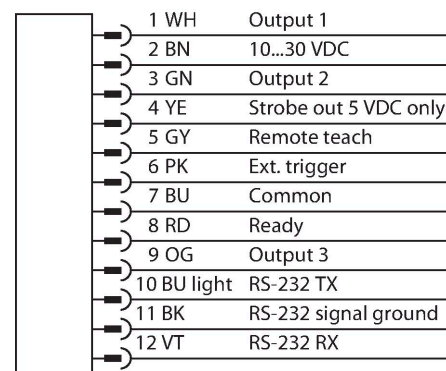 1 WH Output 1
2 BN 10...30 VDC
3 GN Output 2
4 YE Strobe out 5 VDC only
5 GY Remote teach
6 PK Ext. trigger
7 BU Common
8 RD Ready
9 OG Output 3
10 BU light RS-232 TX
11 BK RS-232 signal ground
12 VT RS-232 RX